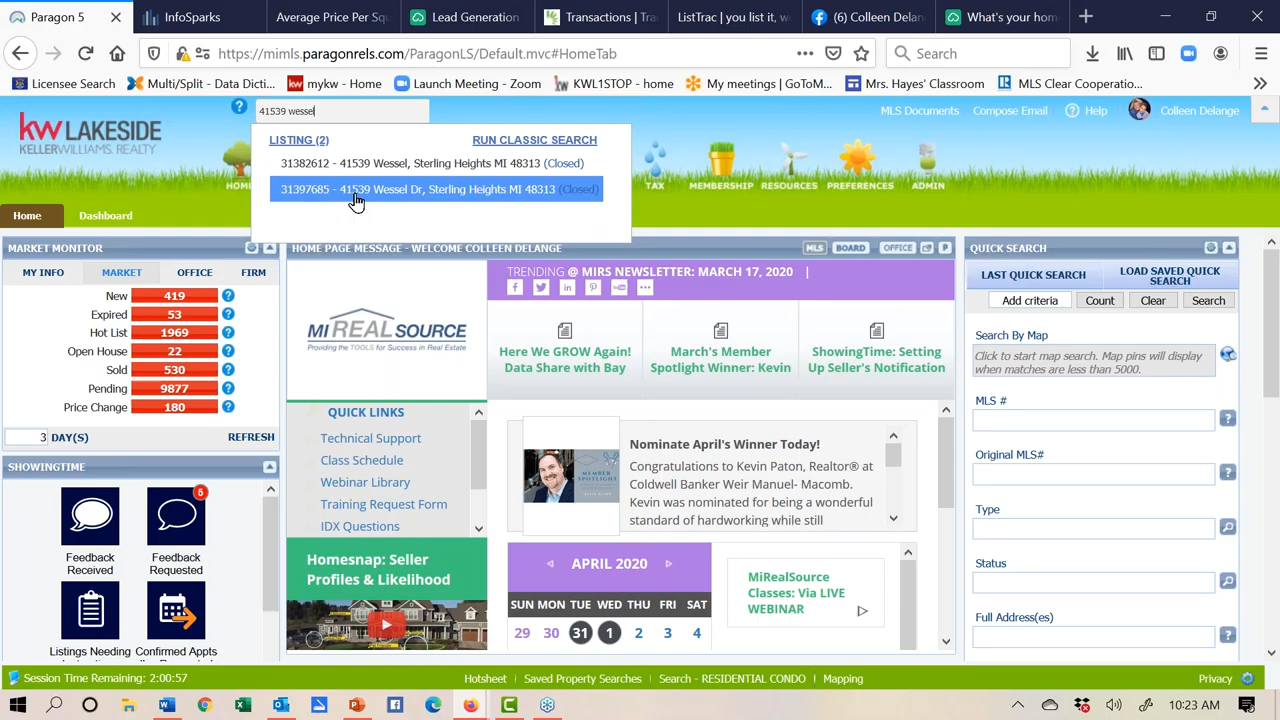 Paragon 5
InfoSparks
Average Price Per Squ
Lead Generation
Transactions | Tra
ListTrac | you list it, w
(6) Colleen Delan
What's your hom
https://mimls.paragonrels.com/ParagonLS/Default.mvc#HomeTab
Search
Licensee Search
Multi/Split - Data Dicti...
mykw - Home
Launch Meeting - Zoom
KWL1STOP - home
My meetings | GoToM...
Mrs. Hayes' Classroom
MLS Clear Cooperatio...
41539 wessel
MLS Documents
Compose Email
Help
Colleen Delange
kw LAKESIDE
KELLERWILLIAMS. REALTY
LISTING (2)
RUN CLASSIC SEARCH
31382612 - 41539 Wessel, Sterling Heights MI 48313 (Closed)
31397685 - 41539 Wessel Dr, Sterling Heights MI 48313 (Closed)
TAX
MEMBERSHIP
RESOURCES
PREFERENCES
ADMIN
Home
Dashboard
MARKET MONITOR
MY INFO
MARKET
OFFICE
FIRM
New 419
Expired 53
Hot List 1969
Open House 22
Sold 530
Pending 9877
Price Change 180
3 DAY(S)
REFRESH
SHOWINGTIME
5
Feedback
Received
Feedback
Requested
Listings Needing
Confirmed Appts
HOME PAGE MESSAGE - WELCOME COLLEEN DELANGE
MLS
BOARD
OFFICE
P
TRENDING @ MIRS NEWSLETTER: MARCH 17, 2020 |
MI REAL SOURCE
Providing the TOOLS for Success in Real Estate
Here We GROW Again!
Data Share with Bay
March's Member
Spotlight Winner: Kevin
ShowingTime: Setting
Up Seller's Notification
QUICK LINKS
Technical Support
Class Schedule
Webinar Library
Training Request Form
IDX Questions
Homesnap: Seller
Profiles & Likelihood
MEMBER
SPOTLIGHT
Nominate April's Winner Today!
Congratulations to Kevin Paton, Realtor® at
Coldwell Banker Weir Manuel- Macomb.
Kevin was nominated for being a wonderful
standard of hardworking while still
APRIL 2020
SUN MON TUE WED THU FRI SAT
29 30 31 1 2 3 4
MiRealSource
Classes: Via LIVE
WEBINAR
QUICK SEARCH
LAST QUICK SEARCH
LOAD SAVED QUICK
SEARCH
Add criteria
Count
Clear
Search
Search By Map
Click to start map search. Map pins will display
when matches are less than 5000.
MLS #
Original MLS#
Type
Status
Full Address(es)
Session Time Remaining: 2:00:57
Hotsheet
Saved Property Searches
Search - RESIDENTIAL CONDO
Mapping
Privacy
10:23 AM